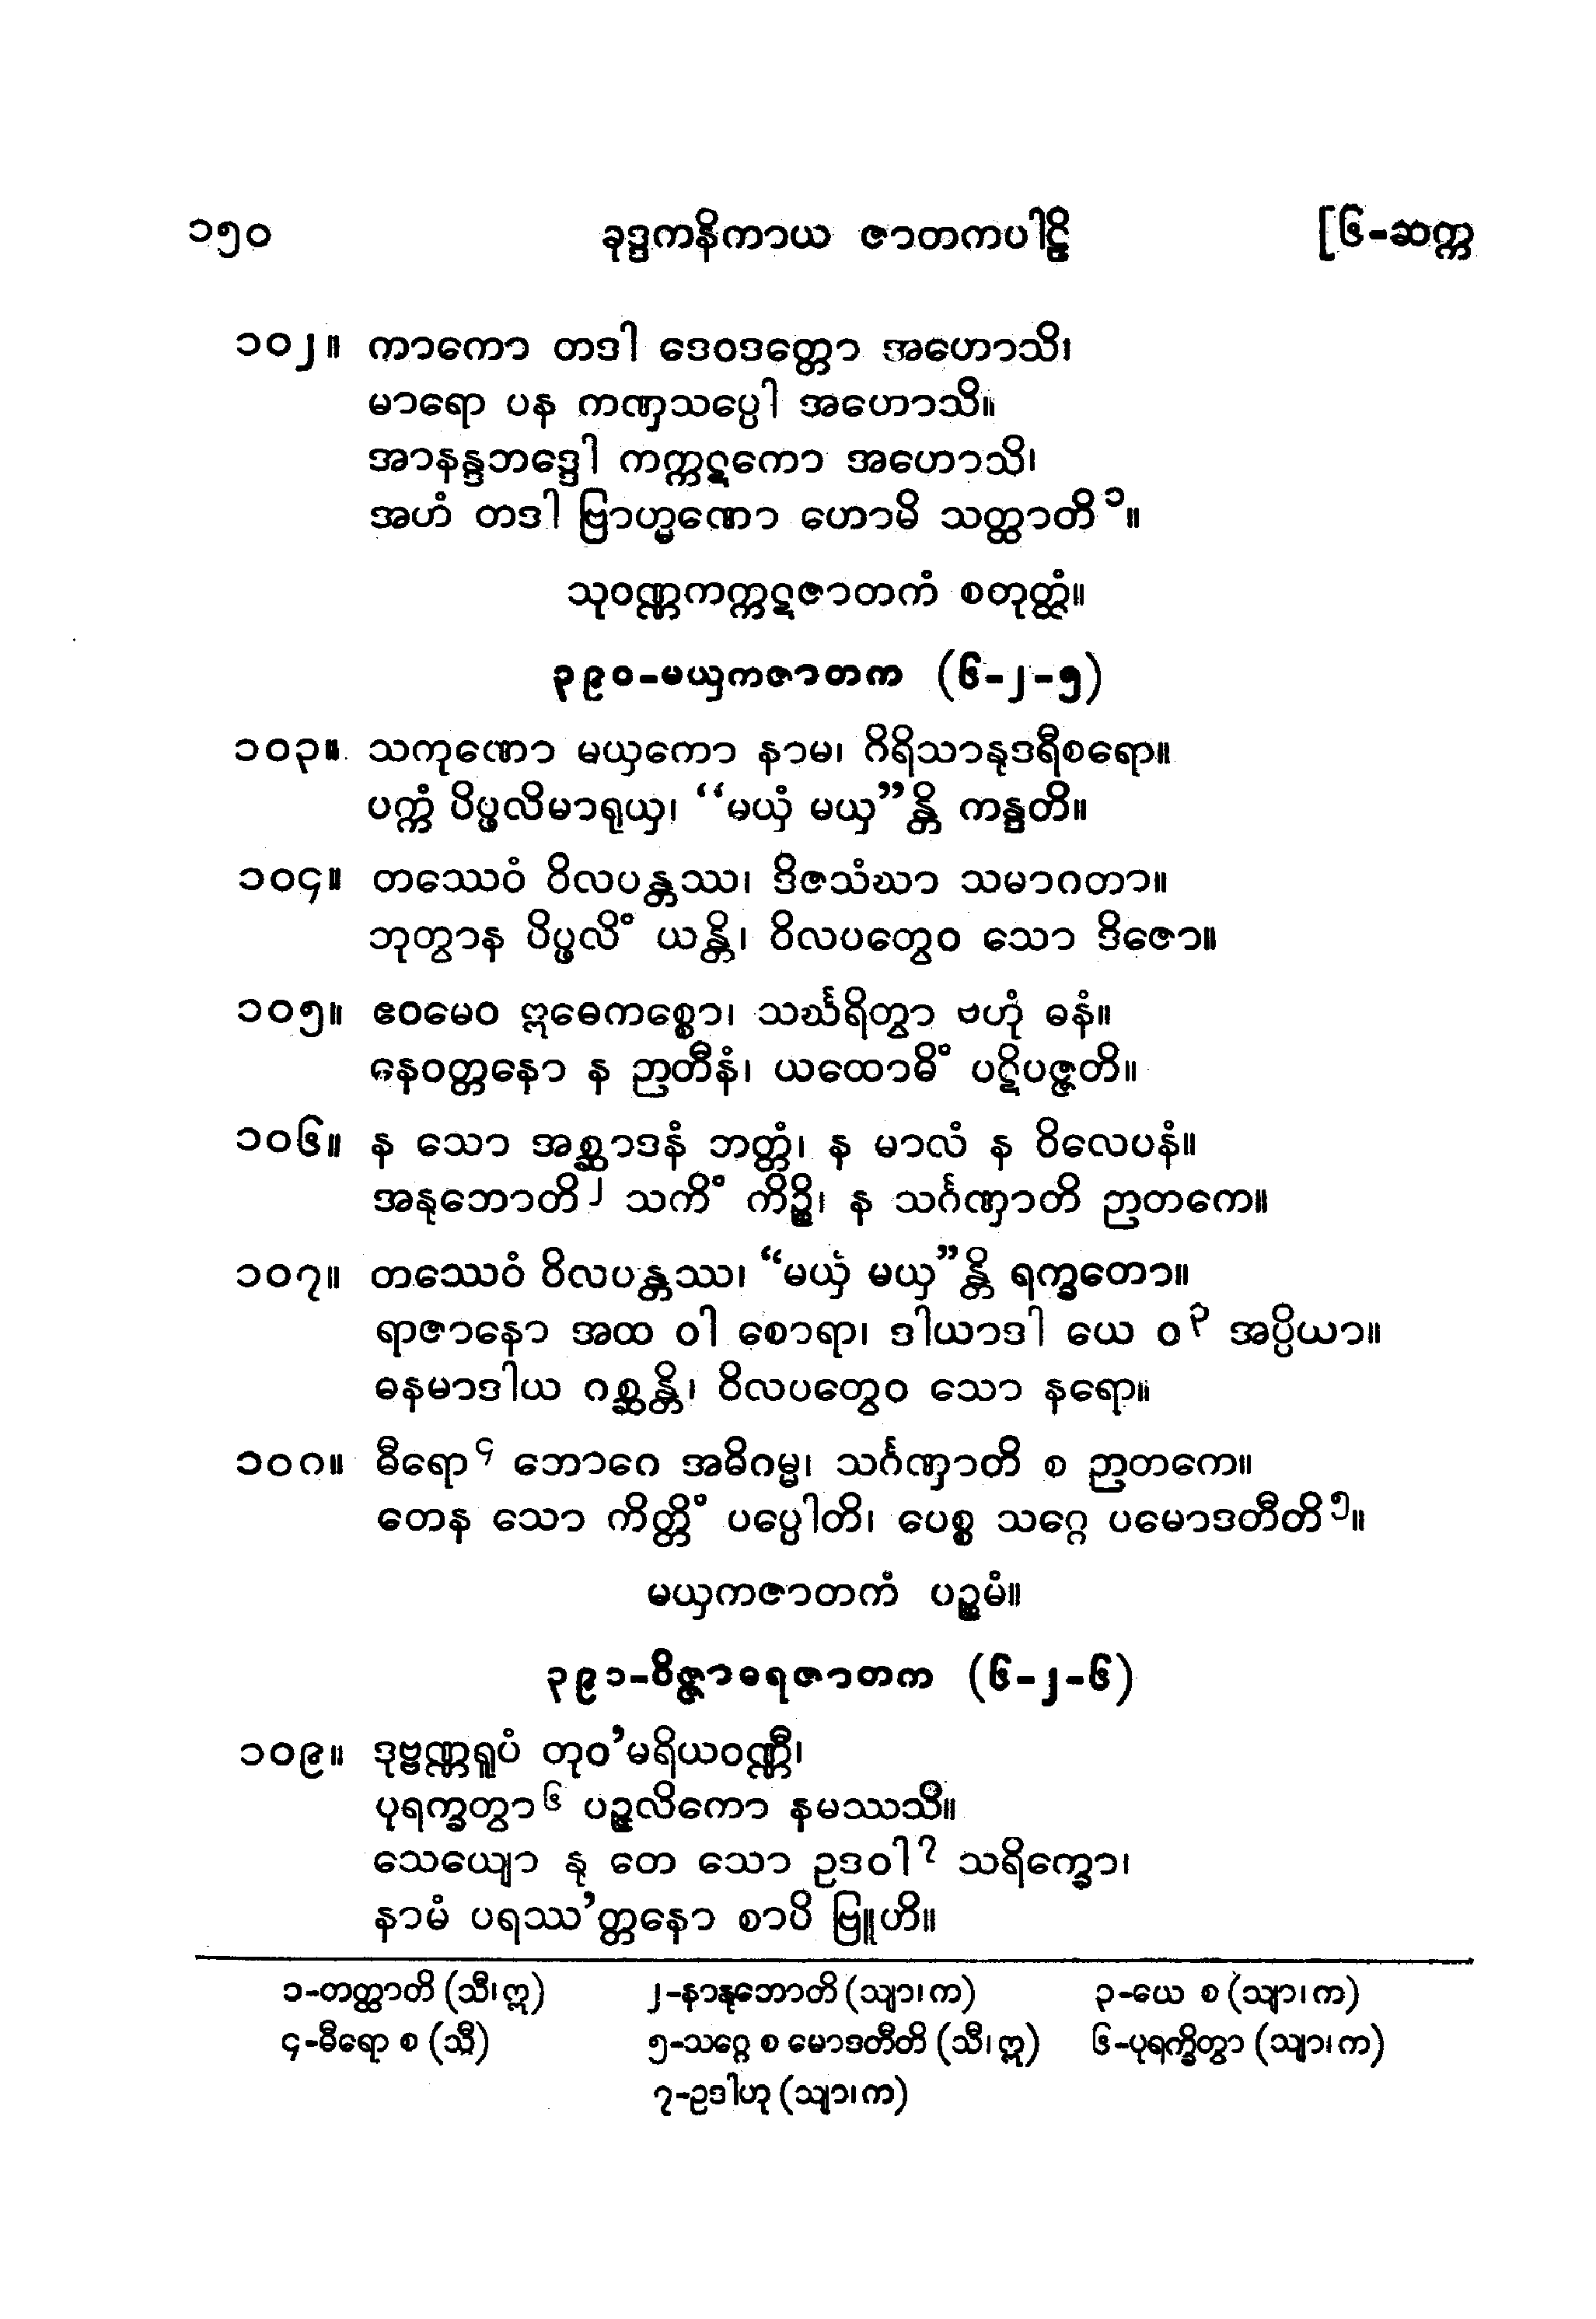 ၁၅၀ ခုဒ္ဒကနိကာယ ဇာတကပါဠိ [၆-ဆက္က
၁၀၂။ ကာကော တဒါ ဒေဝဒတ္တော အဟောသိ၊
မာရော ပန ကဏှသပ္ပေါ အဟောသိ။
အာနန္ဒဘဒ္ဒေါ ကက္ကဋကော အဟောသိ၊
အဟံ တဒါ ဗြာဟ္မဏော ဟောမိ သတ္ထာတိ ၁။
သုဝဏ္ဏကက္ကဋဇာတကံ စတုတ္ထံ။
၃၉၀-မယှကဇာတက (၆-၂-၅)
၁၀၃။ သကုဏော မယှကော နာမ၊ ဂိရိသာနုဒရီစရော။
ပက္ကံ ပိပ္ဖလိမာရုယှ၊ “မယှံ မယှ”န္တိ ကန္ဒတိ။
၁၀၄။ တဿေဝံ ဝိလပန္တဿ၊ ဒိဇသံဃာ သမာဂတာ။
ဘုတွာန ပိပ္ဖလိံ ယန္တိ၊ ဝိလပတွေဝ သော ဒိဇော။
၁၀၅။ ဧဝမေဝ ဣဓေကစ္စော၊ သင်္ဃရိတွာ ဗဟုံ ဓနံ။
နေဝတ္တနော န ဉာတီနံ၊ ယထောဓိံ ပဋိပဇ္ဇတိ။
၁၀၆။ န သော အစ္ဆာဒနံ ဘတ္တံ၊ န မာလံ န ဝိလေပနံ။
အနုဘောတိ ၂ သကိံ ကိဉ္စိ၊ န သင်္ဂဏှာတိ ဉာတကေ။
၁၀၇။ တဿေဝံ ဝိလပန္တဿ၊ “မယှံ မယှ”န္တိ ရက္ခတော။
ရာဇာနော အထ ဝါ စောရာ၊ ဒါယာဒါ ယေ ဝ ၃ အပ္ပိယာ။
ဓနမာဒါယ ဂစ္ဆန္တိ၊ ဝိလပတွေဝ သော နရော။
၁၀၈။ ဓီရော ၄ ဘောဂေ အဓိဂမ္မ၊ သင်္ဂဏှာတိ စ ဉာတကေ။
တေန သော ကိတ္တိံ ပပ္ပေါတိ၊ ပေစ္စ သဂ္ဂေ ပမောဒတီတိ ၅။
မယှကဇာတကံ ပဉ္စမံ။
၃၉၁-ဝိဇ္ဇာဓရဇာတက (၆-၂-၆)
၁၀၉။ ဒုဗ္ဗဏ္ဏရူပံ တုဝ’မရိယဝဏ္ဏီ၊
ပုရက္ခတွာ ၆ ပဉ္ဇလိကော နမဿသိ။
သေယျော နု တေ သော ဥဒဝါ ၇ သရိက္ခော၊
နာမံ ပရဿ’တ္တနော စာပိ ဗြူဟိ။
၁-တတ္ထာတိ (သီ၊ဣ) ၂-နာနုဘောတိ (သျာ၊က) ၃-ယေ စ (သျာ၊က)
၄-ဓီရော စ (သီ) ၅-သဂ္ဂေ စ မောဒတီတိ (သီ၊ဣ) ၆-ပုရက္ခိတွာ (သျာ၊က)
၇-ဥဒါဟု (သျာ၊က)